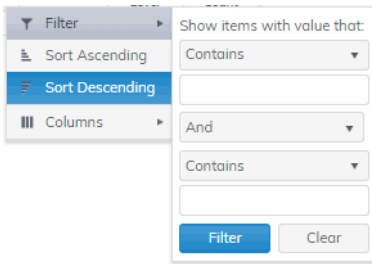 Filter
Sort Ascending
Sort Descending
Columns
Show items with value that:
Contains
And
Contains
Filter Clear